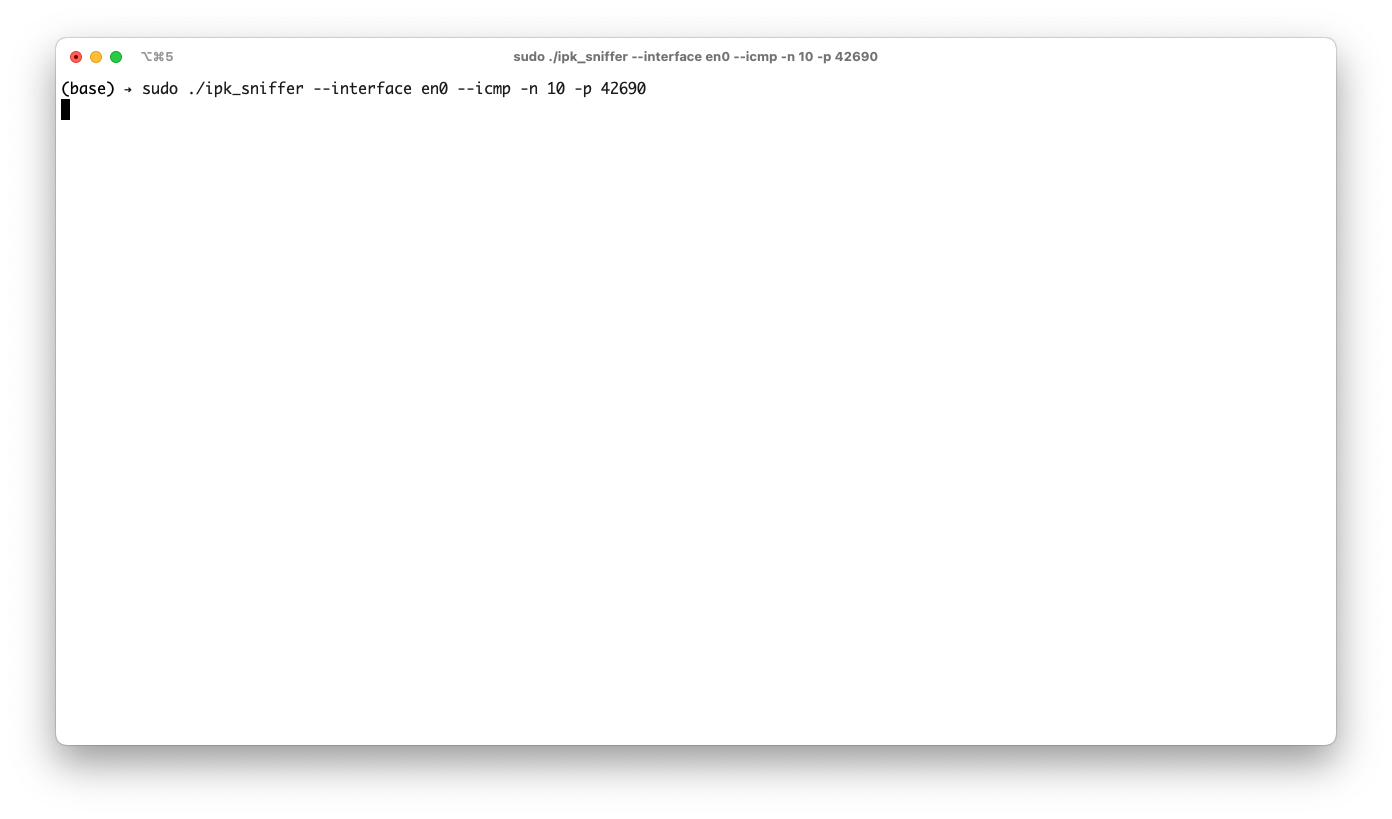 ⌥⌘5 sudo ./ipk_sniffer --interface en0 --icmp -n 10 -p 42690
(base) → sudo ./ipk_sniffer --interface en0 --icmp -n 10 -p 42690